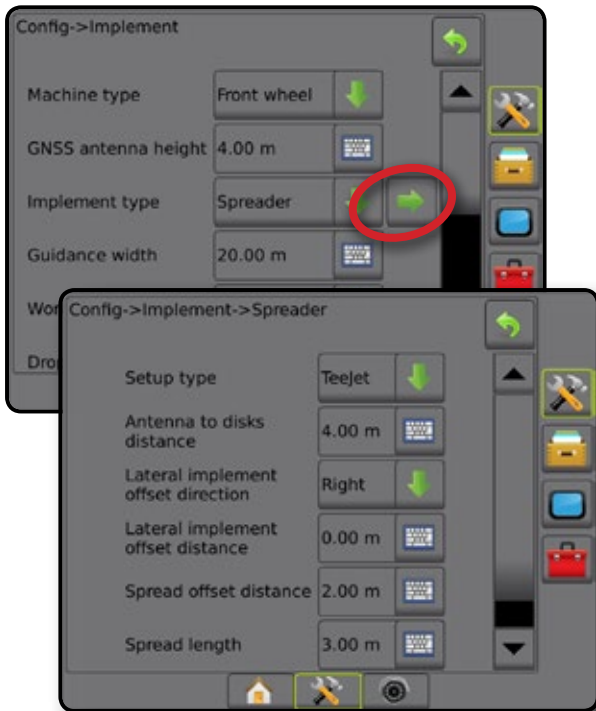 Config->Implement
Machine type Front wheel
GNSS antenna height 4.00 m
Implement type Spreader
Guidance width 20.00 m
Config->Implement->Spreader
Setup type TeeJet
Antenna to disks
distance 4.00 m
Lateral implement
offset direction Right
Lateral implement
offset distance 0.00 m
Spread offset distance 2.00 m
Spread length 3.00 m